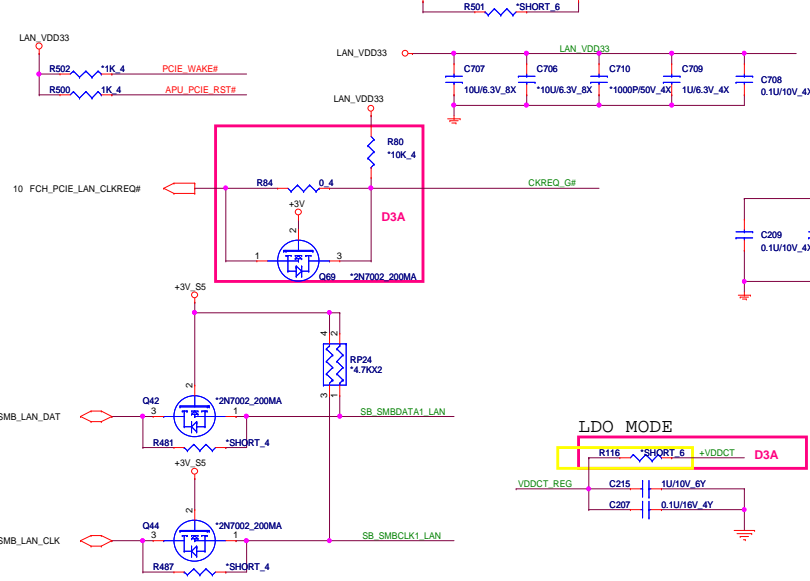 R501 *SHORT_6
LAN_VDD33
R502 *1K_4 PCIE_WAKE#
R500 1K_4 APU_PCIE_RST#
LAN_VDD33 LAN_VDD33
C707 C706 C710 C709 C708
10U/6.3V_8X *10U/6.3V_8X *1000P/50V_4X 1U/6.3V_4X 0.1U/10V_4X
LAN_VDD33
R80
*10K_4
10 FCH_PCIE_LAN_CLKREQ# R84 0_4 CKREQ_G#
+3V
D3A
2
1 3
Q69 *2N7002_200MA
C209
0.1U/10V_4X
+3V_S5
4 2
RP24
*4.7KX2
3 1
2
Q42 *2N7002_200MA
SMB_LAN_DAT 3 1 SB_SMBDATA1_LAN
R481 *SHORT_4
+3V_S5
2
Q44 *2N7002_200MA
SMB_LAN_CLK 3 1 SB_SMBCLK1_LAN
R487 *SHORT_4
LDO MODE
R116 *SHORT_6 +VDDCT D3A
VDDCT_REG C215 1U/10V_6Y
C207 0.1U/16V_4Y